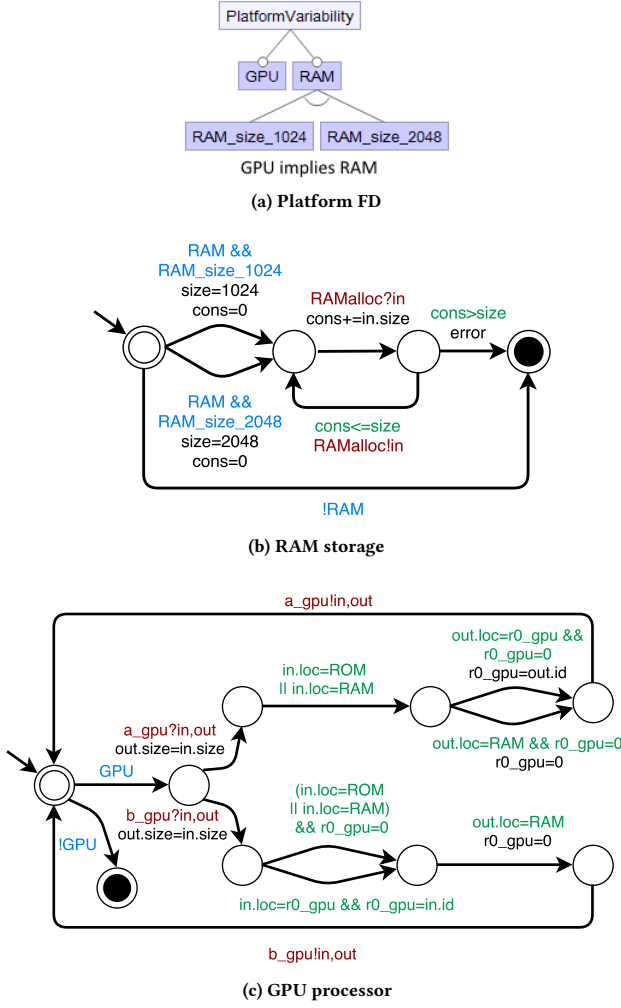 PlatformVariability
GPU
RAM
RAM_size_1024
RAM_size_2048
GPU implies RAM
(a) Platform FD
RAM &&
RAM_size_1024
size=1024
cons=0
RAMalloc?in
cons+=in.size
cons>size
error
RAM &&
RAM_size_2048
size=2048
cons=0
cons<=size
RAMalloc!in
!RAM
(b) RAM storage
a_gpu!in,out
out.loc=r0_gpu &&
r0_gpu=0
r0_gpu=out.id
in.loc=ROM
|| in.loc=RAM
a_gpu?in,out
out.size=in.size
out.loc=RAM && r0_gpu=0
r0_gpu=0
GPU
(in.loc=ROM
|| in.loc=RAM)
&& r0_gpu=0
b_gpu?in,out
out.size=in.size
out.loc=RAM
r0_gpu=0
!GPU
in.loc=r0_gpu && r0_gpu=in.id
b_gpu!in,out
(c) GPU processor